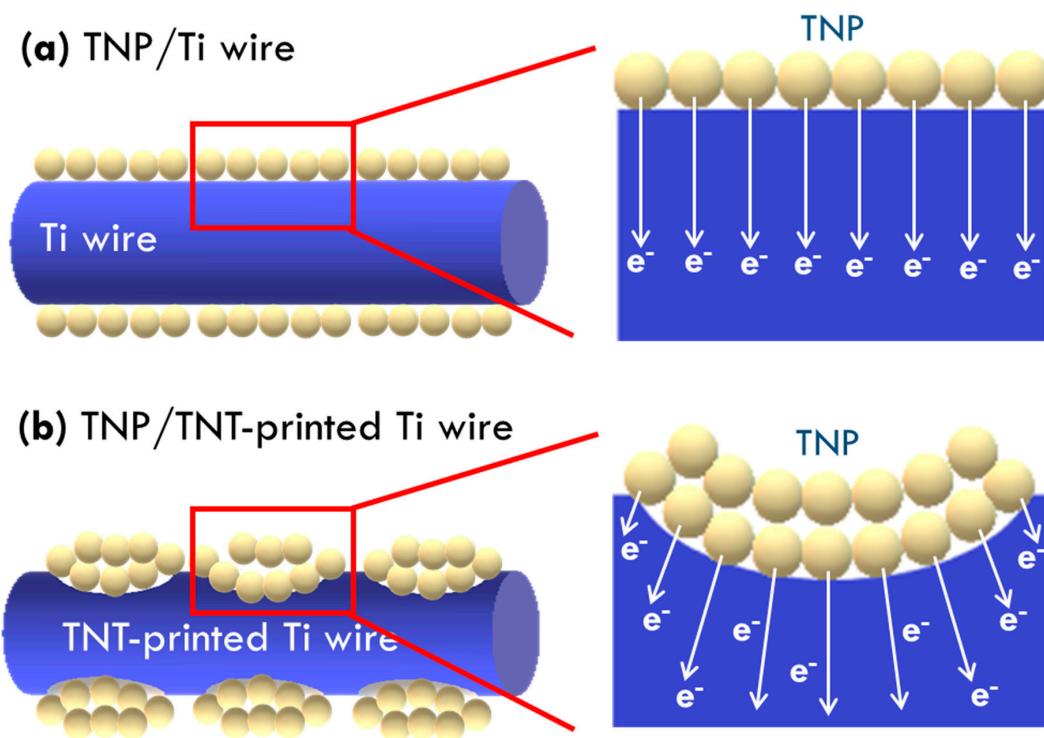 (a) TNP/Ti wire
TNP
Ti wire
e- e- e- e- e- e- e- e-
(b) TNP/TNT-printed Ti wire
TNP
TNT-printed Ti wire
e- e-
e- e-
e- e-
e-
e- e-